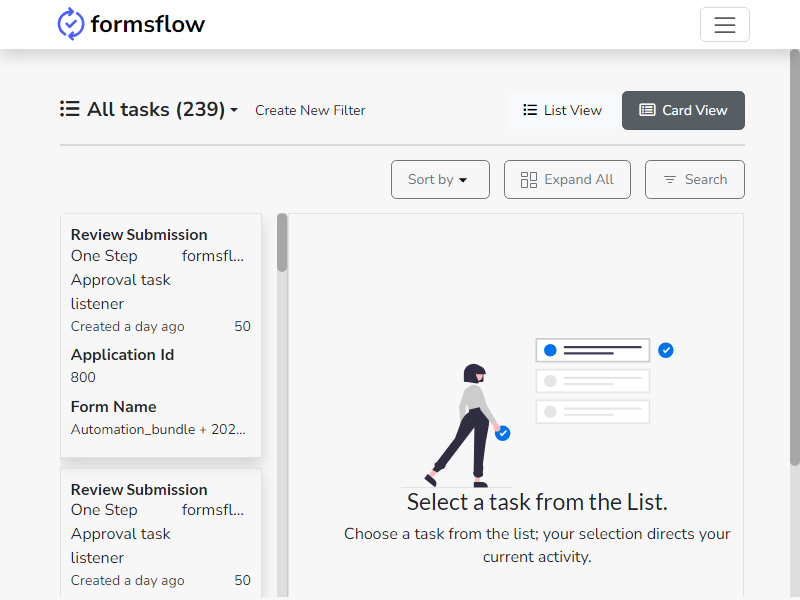 formsflow
All tasks (239) Create New Filter List View Card View
Sort by Expand All Search
Review Submission
One Step formsfl...
Approval task
listener
Created a day ago 50
Application Id
800
Form Name
Automation_bundle + 202...
Review Submission
One Step formsfl...
Approval task
listener
Created a day ago 50
Select a task from the List.
Choose a task from the list; your selection directs your
current activity.